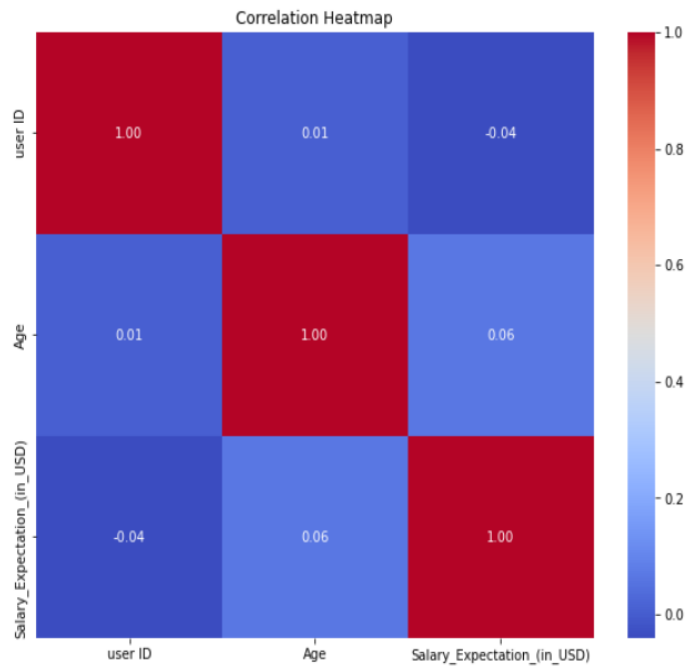 Correlation Heatmap
user ID
1.00 0.01 -0.04
Age
0.01 1.00 0.06
Salary_Expectation_(in_USD)
-0.04 0.06 1.00
user ID Age Salary_Expectation_(in_USD)
1.0
0.8
0.6
0.4
0.2
0.0